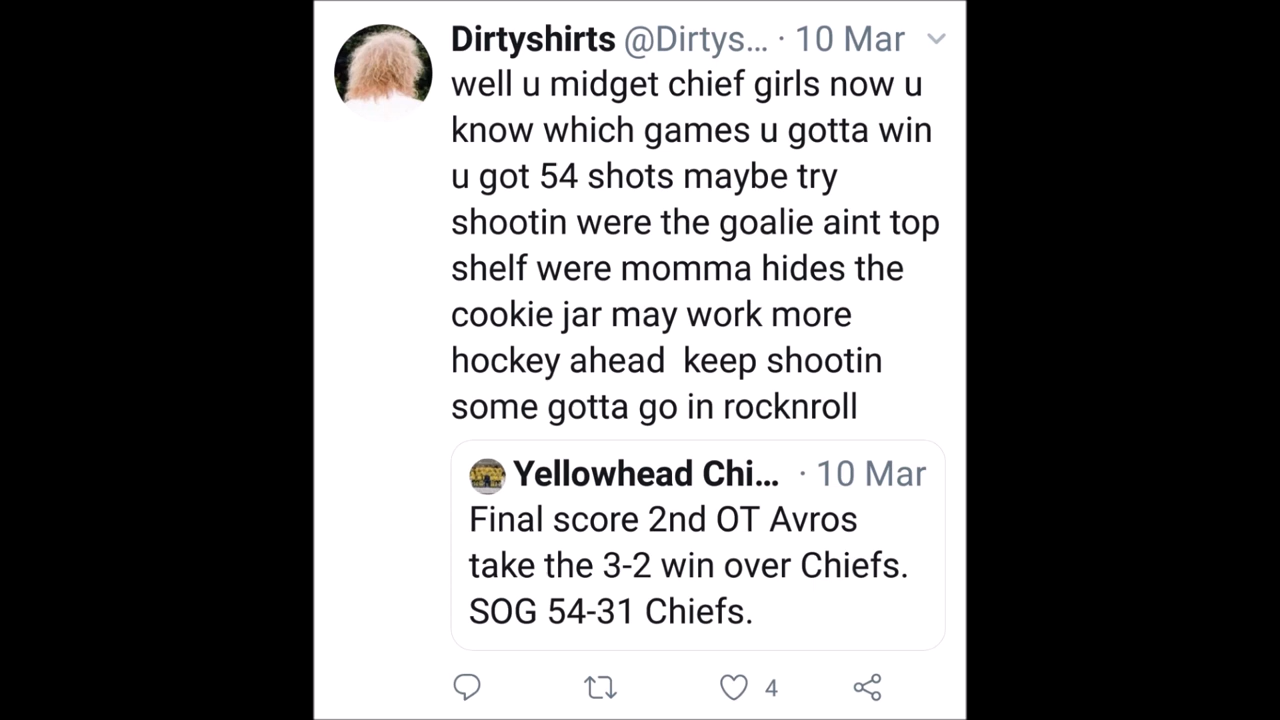 Dirtyshirts @Dirtys... · 10 Mar
well u midget chief girls now u
know which games u gotta win
u got 54 shots maybe try
shootin were the goalie aint top
shelf were momma hides the
cookie jar may work more
hockey ahead  keep shootin
some gotta go in rocknroll
Yellowhead Chi... · 10 Mar
Final score 2nd OT Avros
take the 3-2 win over Chiefs.
SOG 54-31 Chiefs.
4